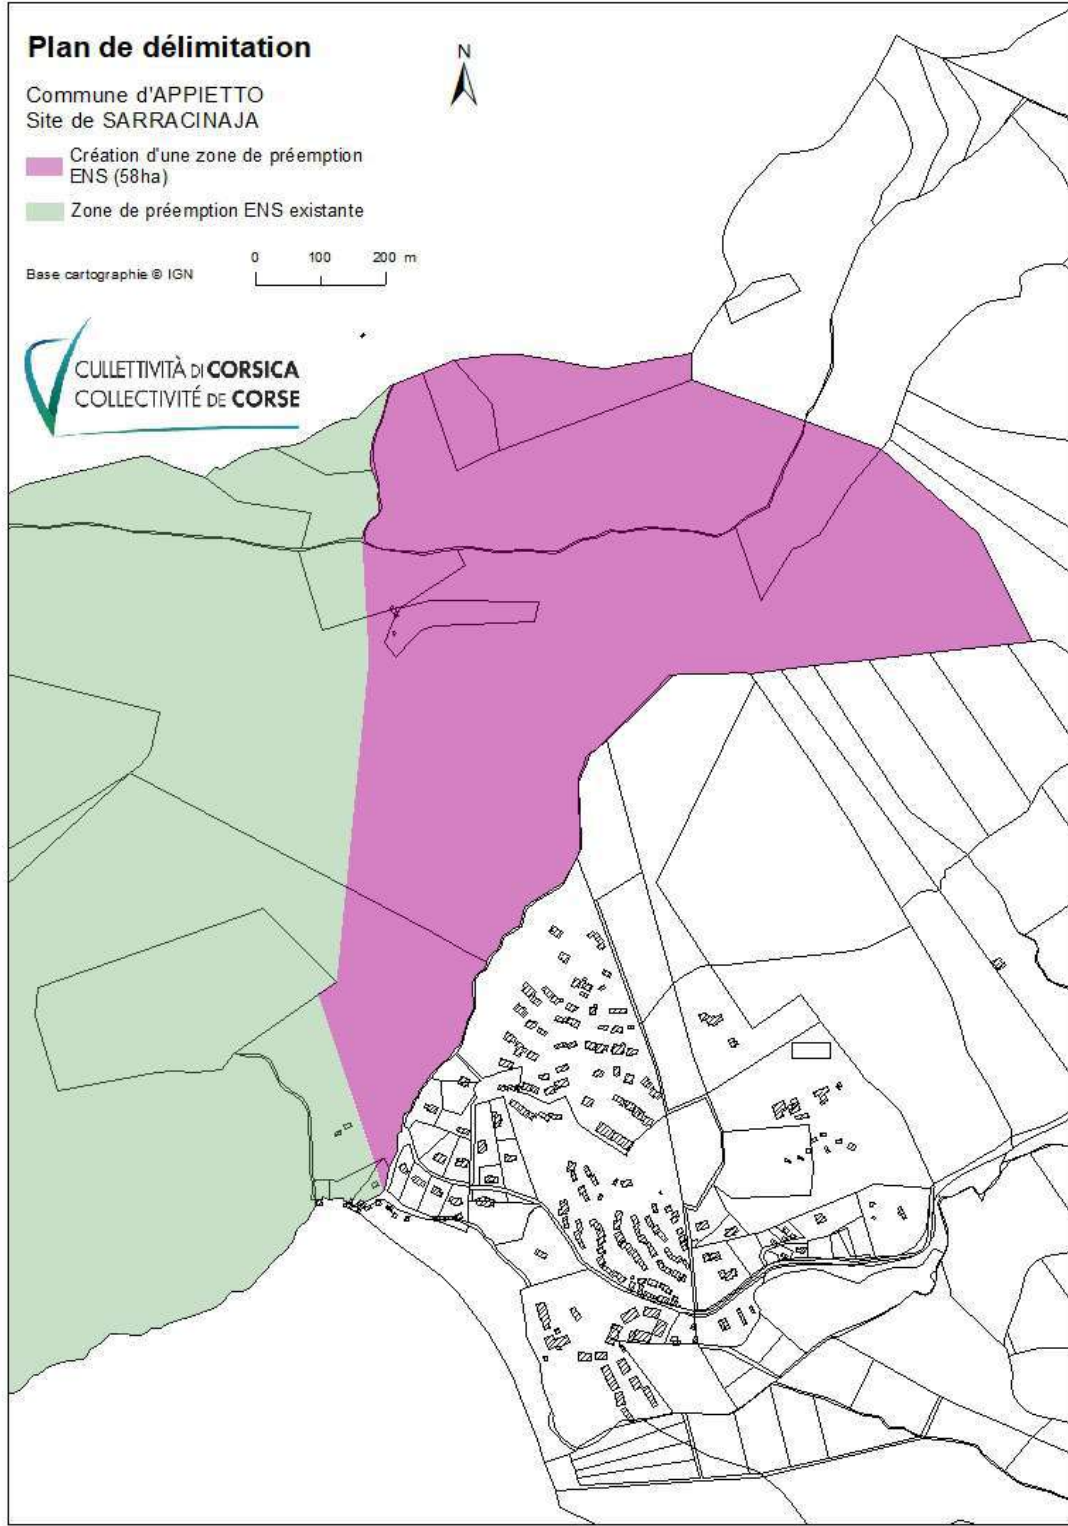 Plan de délimitation
N
Commune d'APPIETTO
Site de SARRACINAJA
Création d'une zone de préemption
ENS (58ha)
Zone de préemption ENS existante
0 100 200 m
Base cartographie © IGN
CULLETTIVITÀ DI CORSICA
COLLECTIVITÉ DE CORSE